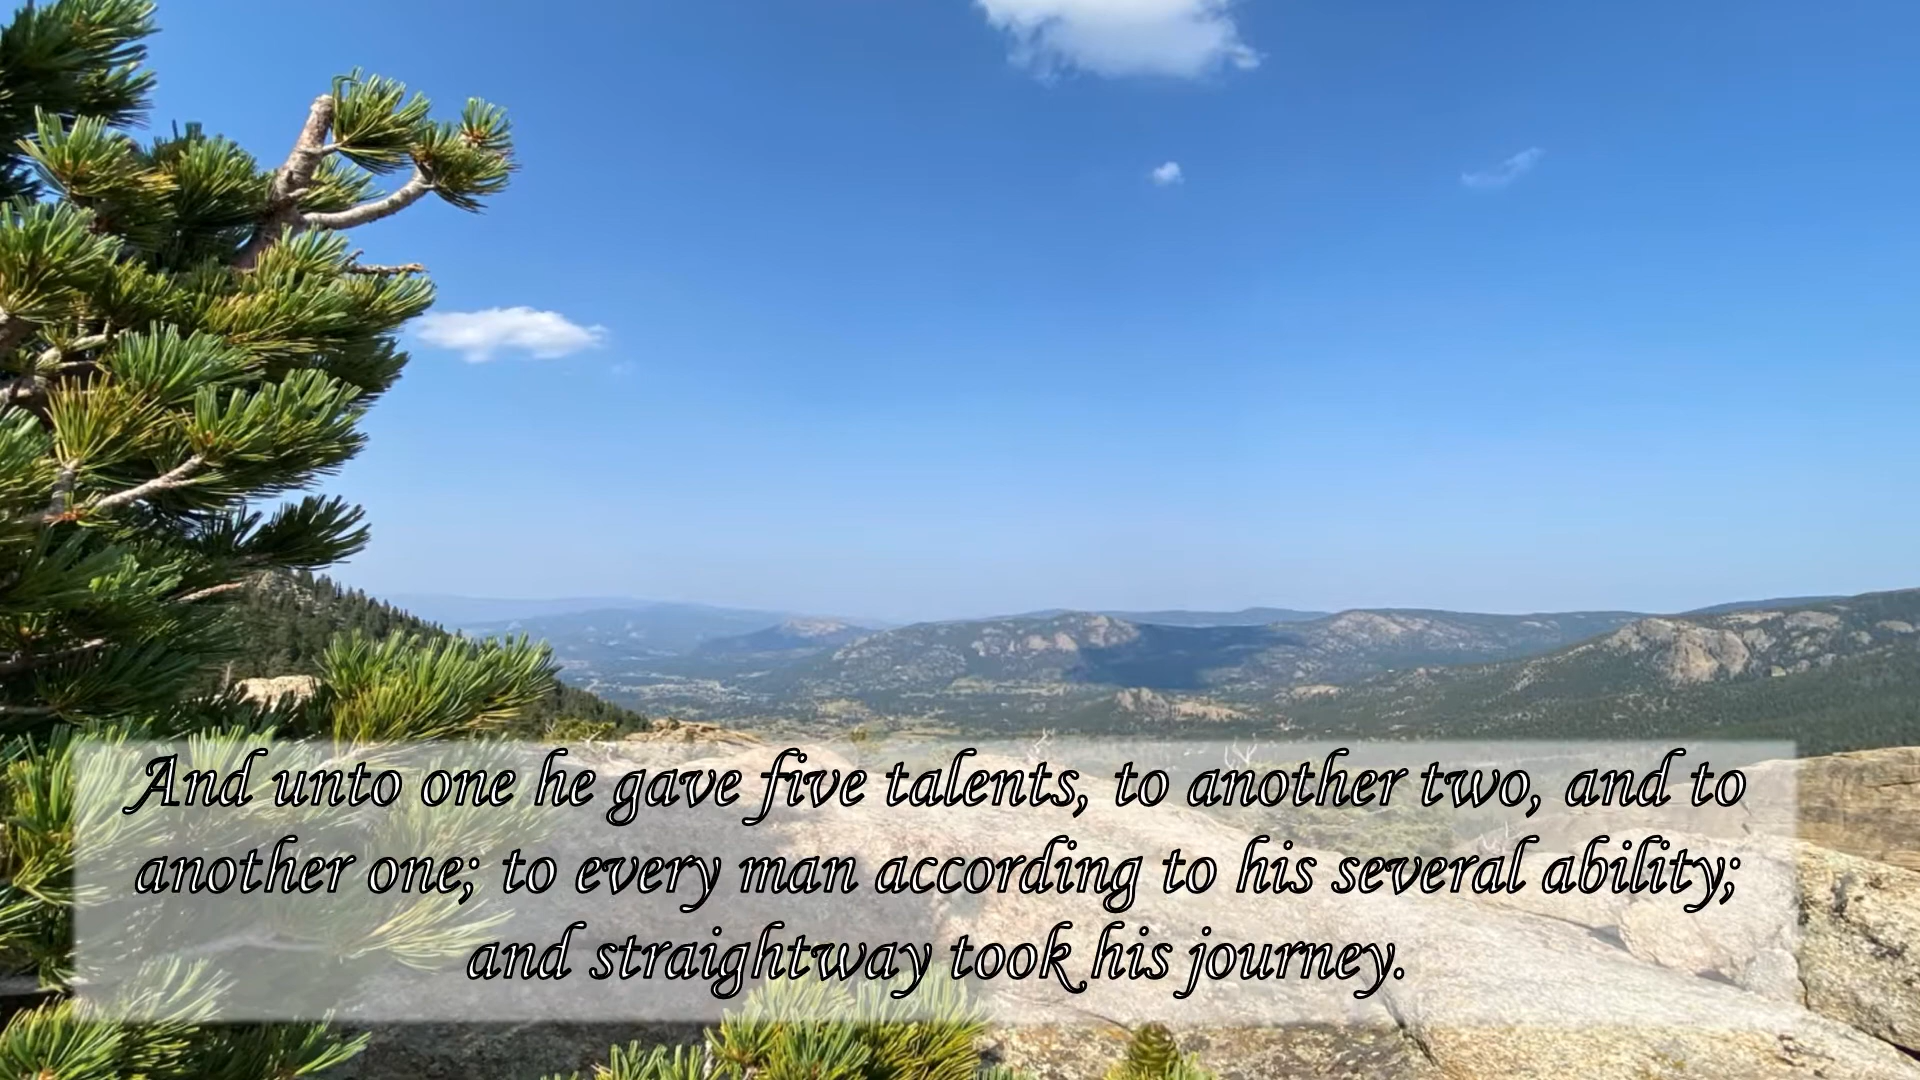 And unto one he gave five talents, to another two, and to
another one; to every man according to his several ability;
and straightway took his journey.